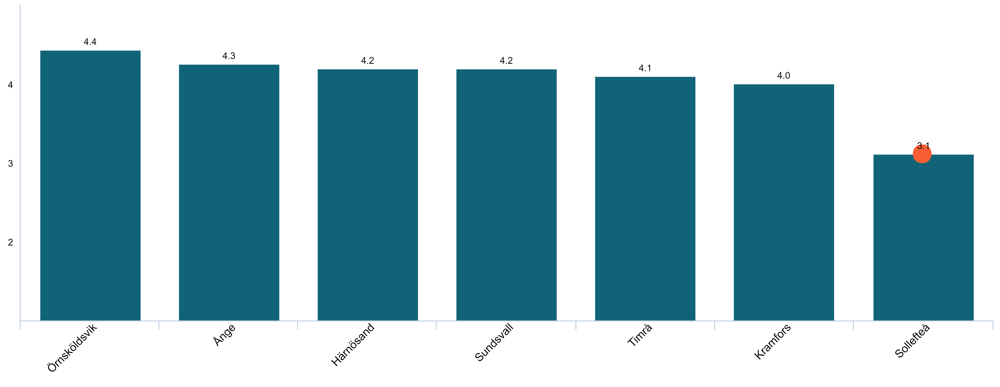 4.4
4.3
4.2
4.2
4.1
4.0
3.1
4
3
2
Örnsköldsvik
Ånge
Härnösand
Sundsvall
Timrå
Kramfors
Sollefteå